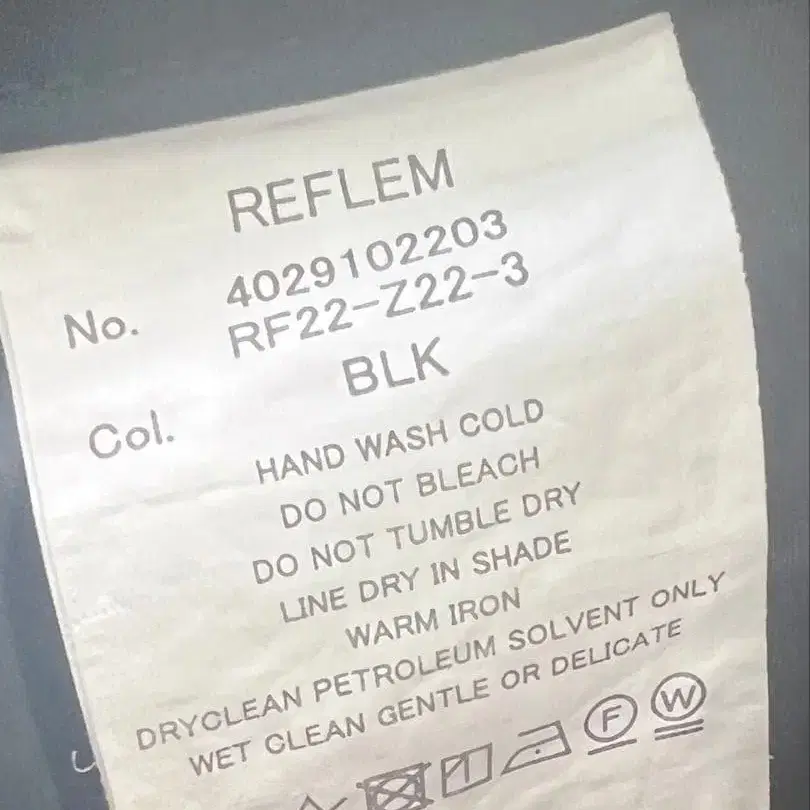 REFLEM
No. 4029102203
RF22-Z22-3
Col. BLK
HAND WASH COLD
DO NOT BLEACH
DO NOT TUMBLE DRY
LINE DRY IN SHADE
WARM IRON
DRYCLEAN PETROLEUM SOLVENT ONLY
WET CLEAN GENTLE OR DELICATE
F W